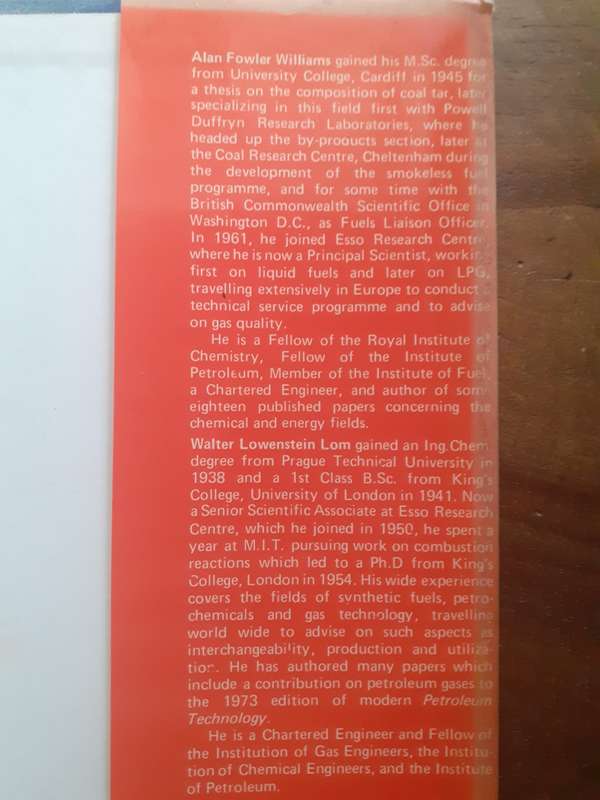 Alan Fowler Williams gained his M.Sc. degree
from University College, Cardiff in 1945 for
a thesis on the composition of coal tar, later
specializing in this field first with Powell
Duffryn Research Laboratories, where he
headed up the by-products section, later at
the Coal Research Centre, Cheltenham during
the development of the smokeless fuel
programme, and for some time with the
British Commonwealth Scientific Office in
Washington D.C., as Fuels Liaison Officer.
In 1961, he joined Esso Research Centre,
where he is now a Principal Scientist, working
first on liquid fuels and later on LPG,
travelling extensively in Europe to conduct a
technical service programme and to advise
on gas quality.
He is a Fellow of the Royal Institute of
Chemistry, Fellow of the Institute of
Petroleum, Member of the Institute of Fuel,
a Chartered Engineer, and author of some
eighteen published papers concerning the
chemical and energy fields.
Walter Lowenstein Lom gained an Ing.Chem.
degree from Prague Technical University in
1938 and a 1st Class B.Sc. from King's
College, University of London in 1941. Now
a Senior Scientific Associate at Esso Research
Centre, which he joined in 1950, he spent a
year at M.I.T. pursuing work on combustion
reactions which led to a Ph.D from King's
College, London in 1954. His wide experience
covers the fields of synthetic fuels, petro-
chemicals and gas technology, travelling
world wide to advise on such aspects as
interchangeability, production and utiliza-
tion. He has authored many papers which
include a contribution on petroleum gases to
the 1973 edition of modern Petroleum
Technology.
He is a Chartered Engineer and Fellow of
the Institution of Gas Engineers, the Institu-
tion of Chemical Engineers, and the Institute
of Petroleum.